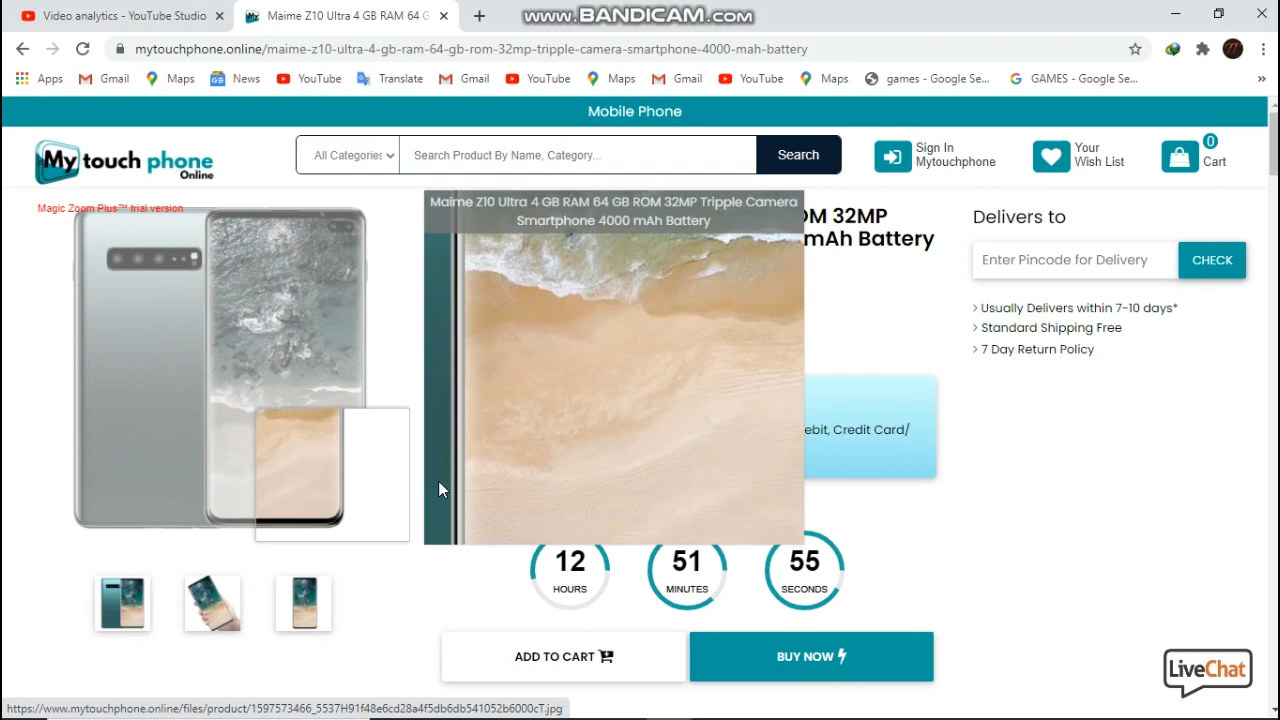 Video analytics - YouTube Studio
Maime Z10 Ultra 4 GB RAM 64 G
www.BANDICAM.com
mytouchphone.online/maime-z10-ultra-4-gb-ram-64-gb-rom-32mp-tripple-camera-smartphone-4000-mah-battery
Apps Gmail Maps News YouTube Translate Gmail YouTube Maps Gmail YouTube Maps games - Google Se... GAMES - Google Se...
Mobile Phone
My touch phone
Online
All Categories
Search Product By Name, Category...
Search
Sign In
Mytouchphone
Your
Wish List
0
Cart
Magic Zoom Plus™ trial version
Maime Z10 Ultra 4 GB RAM 64 GB ROM 32MP Tripple Camera
Smartphone 4000 mAh Battery
OM 32MP
mAh Battery
Delivers to
Enter Pincode for Delivery
CHECK
Usually Delivers within 7-10 days*
Standard Shipping Free
7 Day Return Policy
ebit, Credit Card/
12
HOURS
51
MINUTES
55
SECONDS
ADD TO CART
BUY NOW
LiveChat
https://www.mytouchphone.online/files/product/1597573466_5537H91f48e6cd28a4f5db6db541052b6000cT.jpg